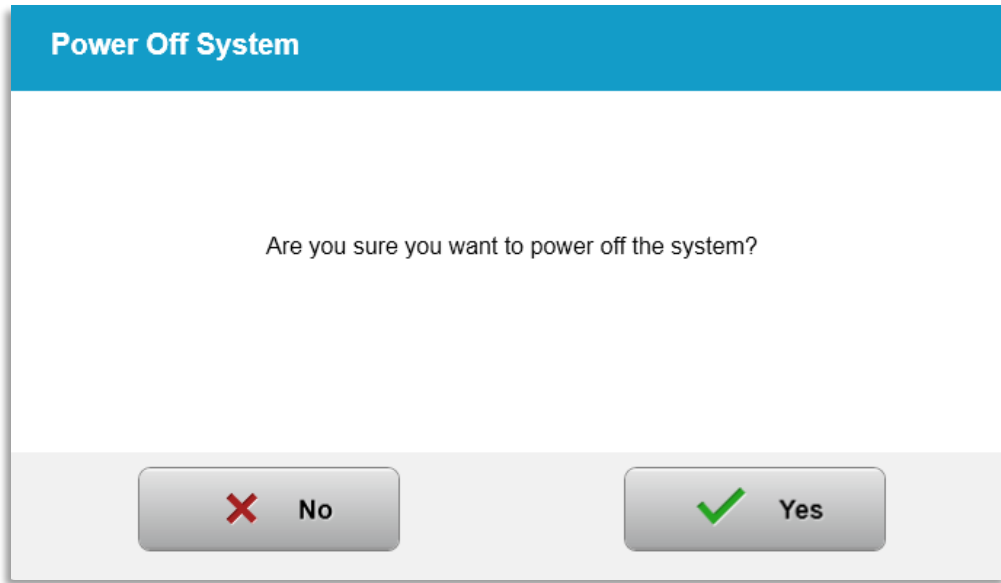 Power Off System
Are you sure you want to power off the system?
No
Yes